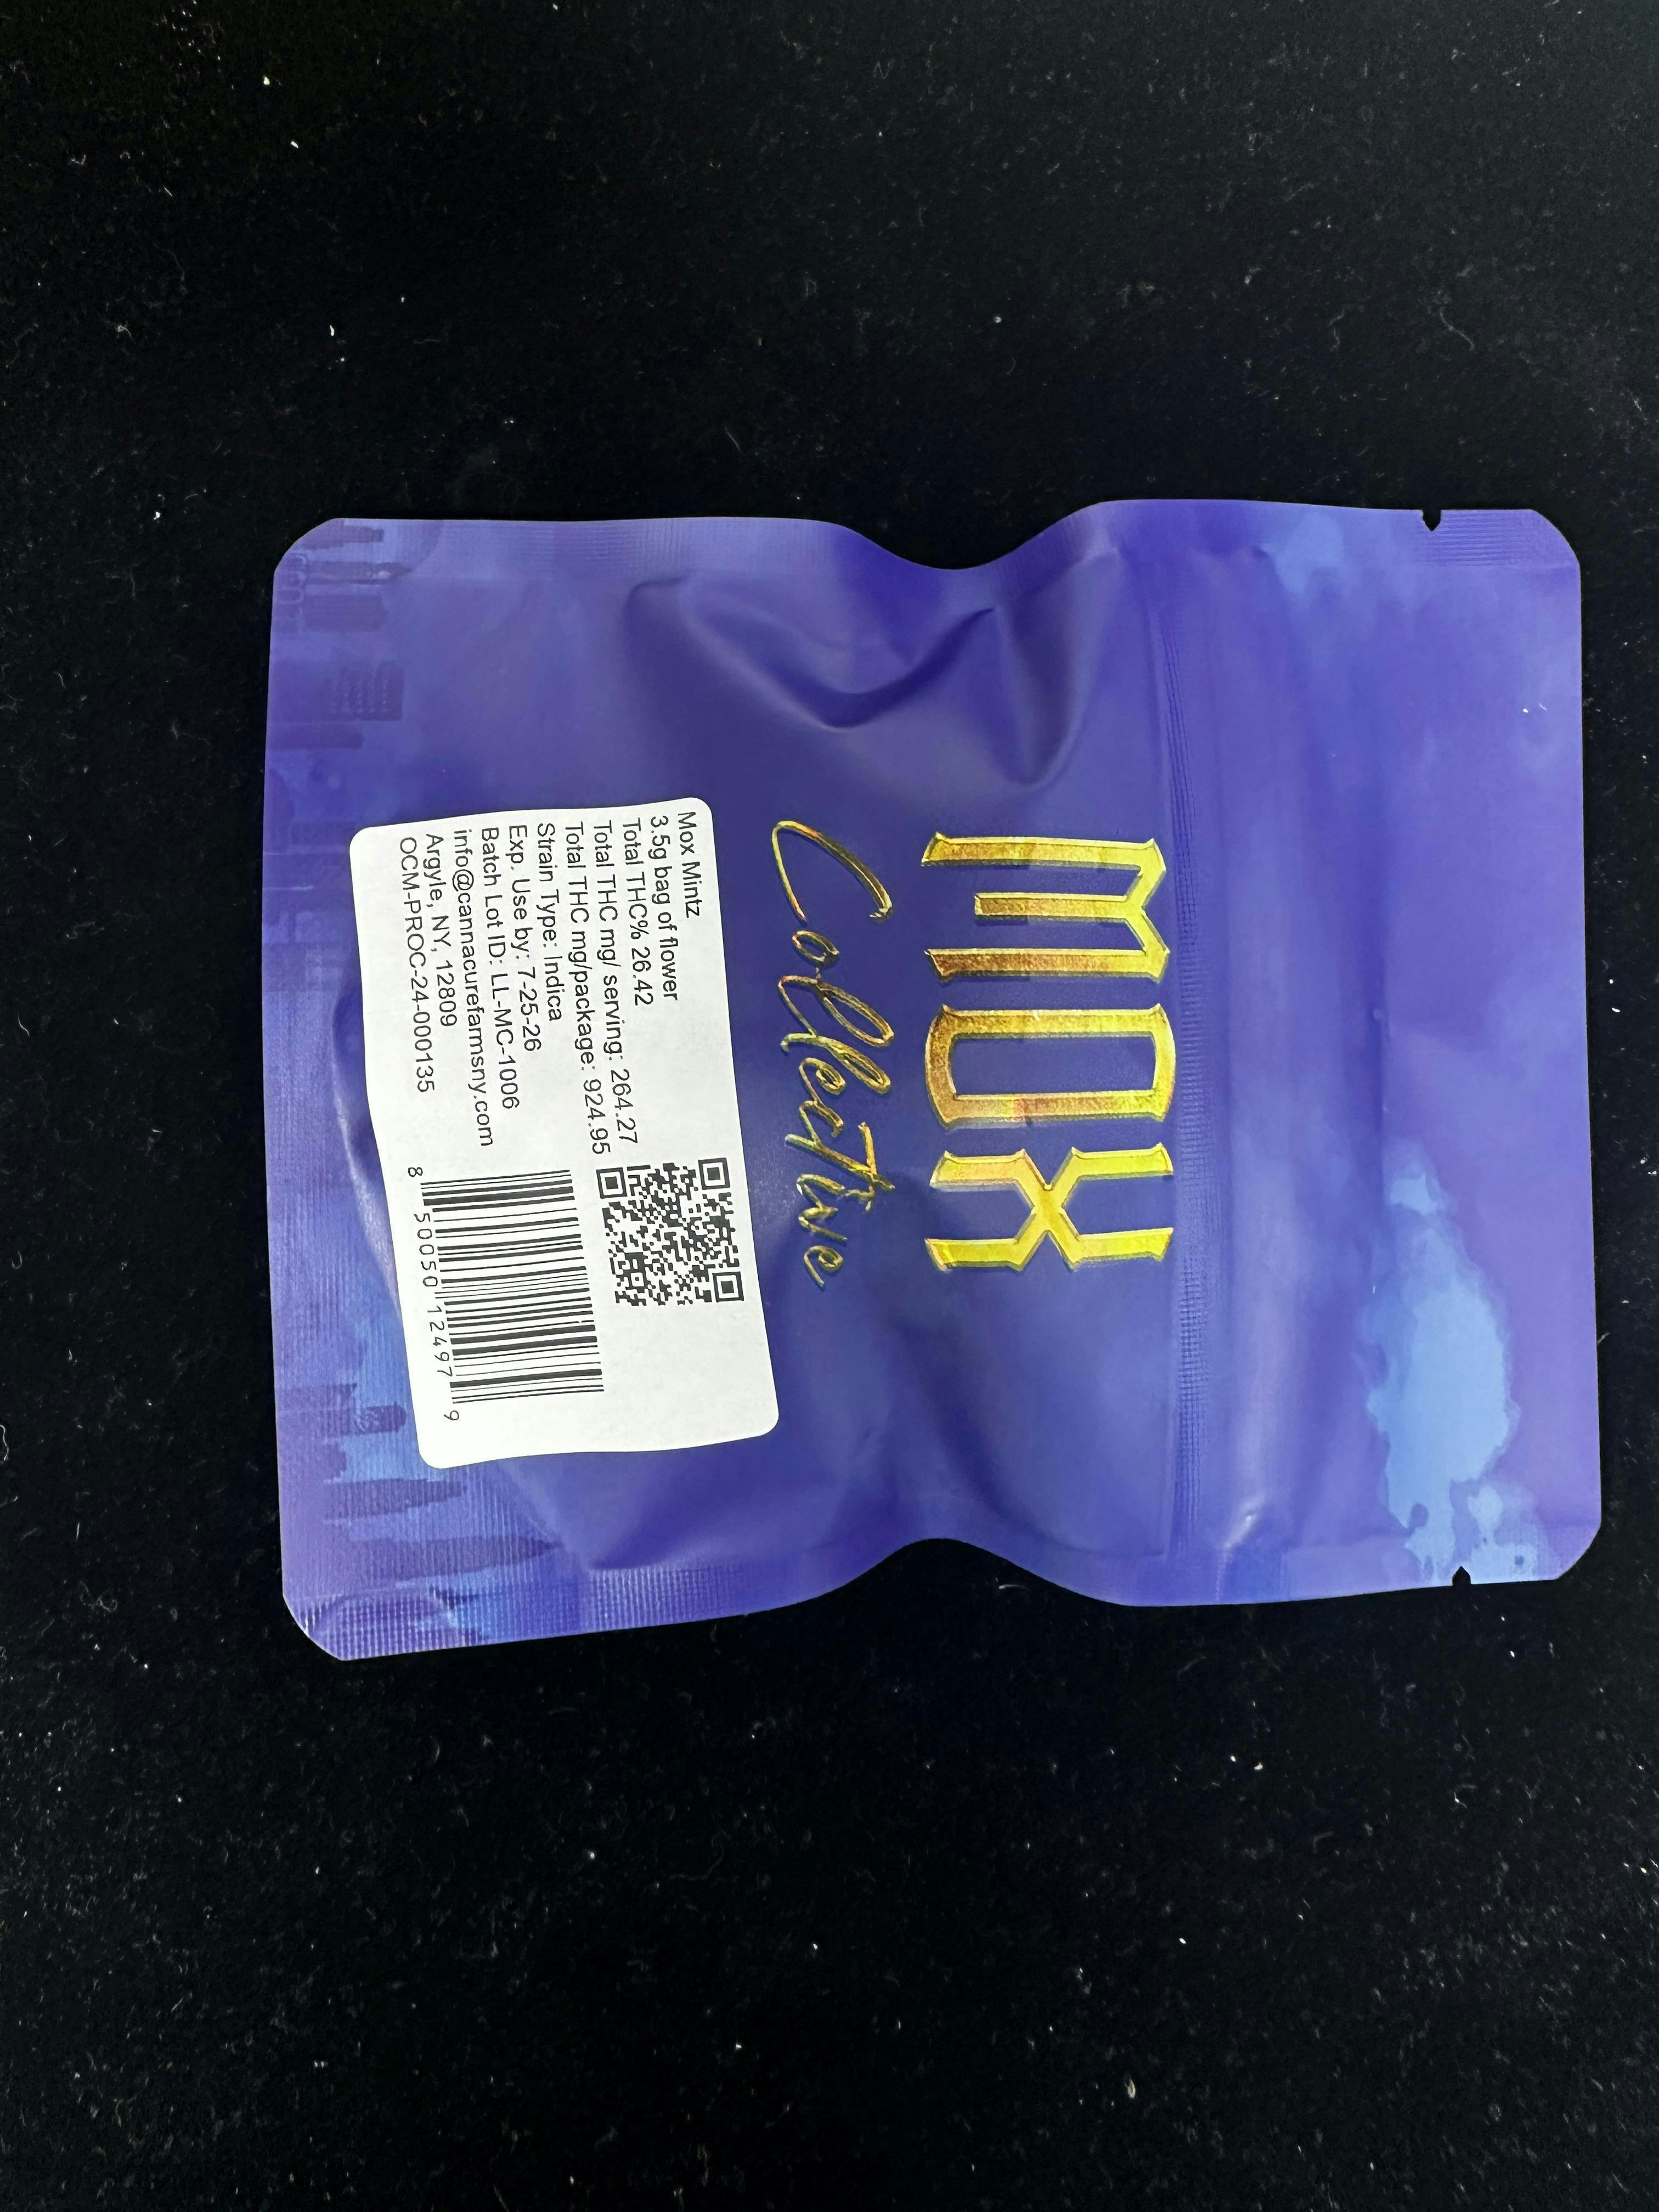 MOX
Collective
Mox Mintz
3.5g bag of flower
Total THC% 26.42
Total THC mg/ serving: 264.27
Total THC mg/package: 924.95
Strain Type: Indica
Exp. Use by: 7-25-26
Batch Lot ID: LL-MC-1006
info@cannacurefarmsny.com
Argyle, NY, 12809
OCM-PROC-24-000135
8 50050 12497 9